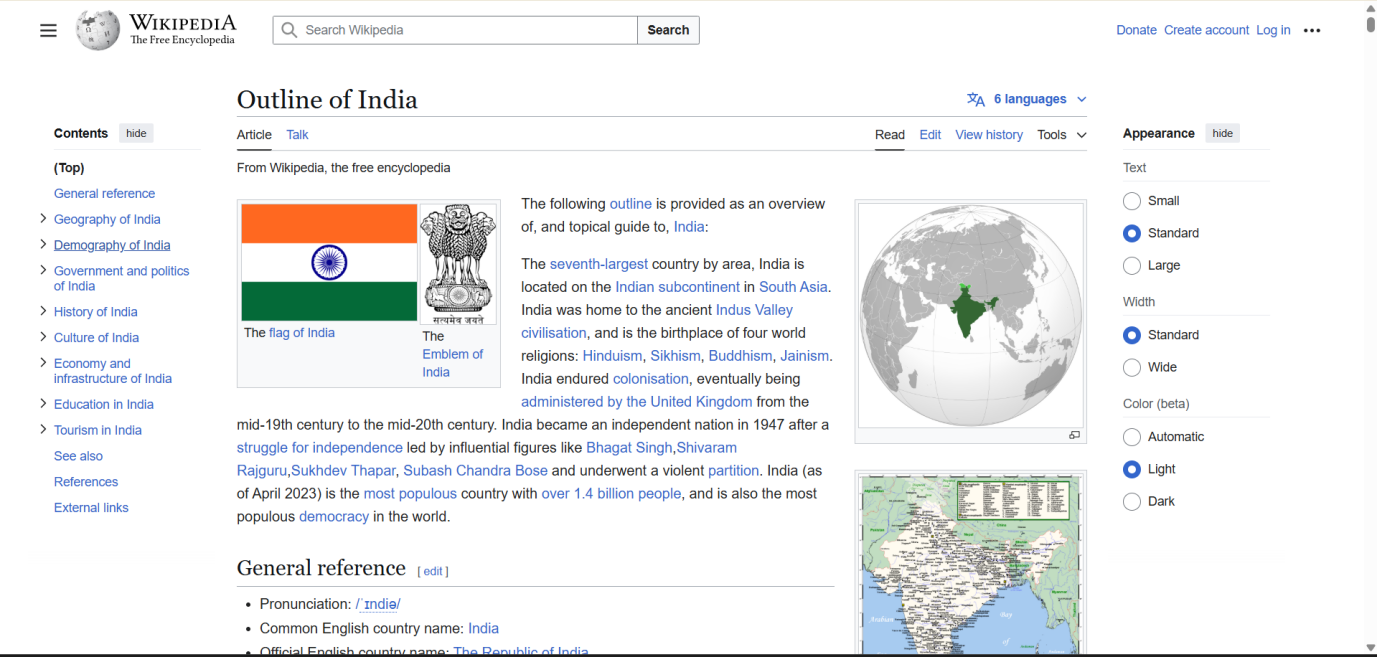 WIKIPEDIA
The Free Encyclopedia
Search Wikipedia
Search
Donate Create account Log in
Contents hide
(Top)
General reference
Geography of India
Demography of India
Government and politics
of India
History of India
Culture of India
Economy and
infrastructure of India
Education in India
Tourism in India
See also
References
External links
Outline of India
6 languages
Article Talk
Read Edit View history Tools
From Wikipedia, the free encyclopedia
सत्यमेव जयते
The flag of India
The
Emblem of
India
The following outline is provided as an overview
of, and topical guide to, India:
The seventh-largest country by area, India is
located on the Indian subcontinent in South Asia.
India was home to the ancient Indus Valley
civilisation, and is the birthplace of four world
religions: Hinduism, Sikhism, Buddhism, Jainism.
India endured colonisation, eventually being
administered by the United Kingdom from the
mid-19th century to the mid-20th century. India became an independent nation in 1947 after a
struggle for independence led by influential figures like Bhagat Singh,Shivaram
Rajguru,Sukhdev Thapar, Subash Chandra Bose and underwent a violent partition. India (as
of April 2023) is the most populous country with over 1.4 billion people, and is also the most
populous democracy in the world.
General reference [ edit ]
• Pronunciation: /ˈɪndiə/
• Common English country name: India
• Official English country name: The Republic of India
Bay
of
Appearance hide
Text
Small
Standard
Large
Width
Standard
Wide
Color (beta)
Automatic
Light
Dark